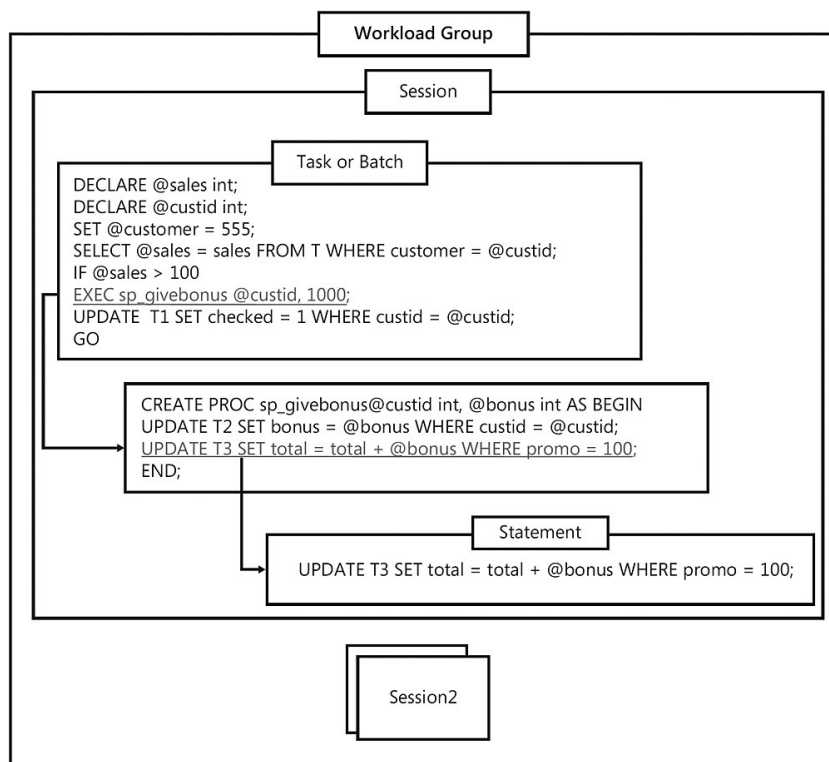 Workload Group
Session
Task or Batch
DECLARE @sales int;
DECLARE @custid int;
SET @customer = 555;
SELECT @sales = sales FROM T WHERE customer = @custid;
IF @sales > 100
EXEC sp_givebonus @custid, 1000;
UPDATE  T1 SET checked = 1 WHERE custid = @custid;
GO
CREATE PROC sp_givebonus@custid int, @bonus int AS BEGIN
UPDATE T2 SET bonus = @bonus WHERE custid = @custid;
UPDATE T3 SET total = total + @bonus WHERE promo = 100;
END;
Statement
UPDATE T3 SET total = total + @bonus WHERE promo = 100;
Session2